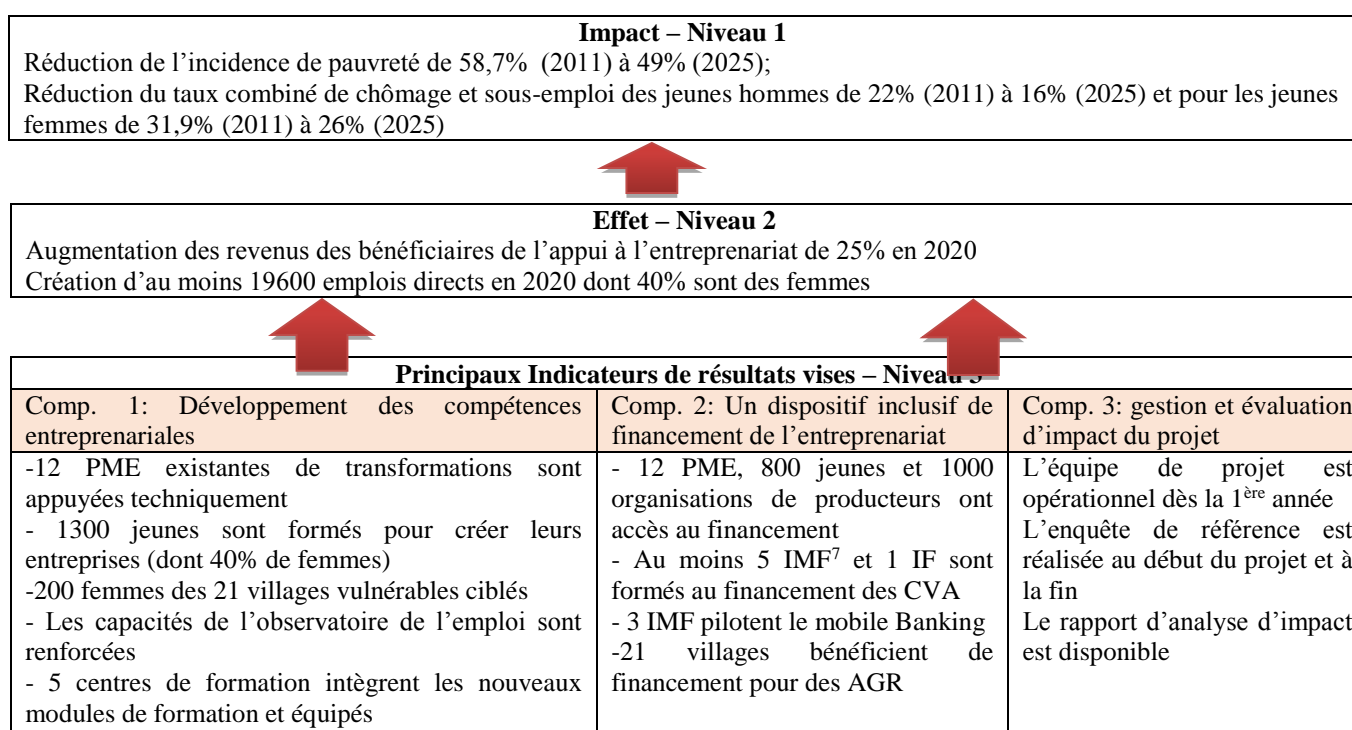 Impact – Niveau 1
Réduction de l'incidence de pauvreté de 58,7% (2011) à 49% (2025);
Réduction du taux combiné de chômage et sous-emploi des jeunes hommes de 22% (2011) à 16% (2025) et pour les jeunes
femmes de 31,9% (2011) à 26% (2025)
Effet – Niveau 2
Augmentation des revenus des bénéficiaires de l'appui à l'entreprenariat de 25% en 2020
Création d'au moins 19600 emplois directs en 2020 dont 40% sont des femmes
Principaux Indicateurs de résultats vises – Niveau 3
Comp. 1: Développement des compétences
entreprenariales
-12 PME existantes de transformations sont
appuyées techniquement
- 1300 jeunes sont formés pour créer leurs
entreprises (dont 40% de femmes)
-200 femmes des 21 villages vulnérables ciblés
- Les capacités de l'observatoire de l'emploi sont
renforcées
- 5 centres de formation intègrent les nouveaux
modules de formation et équipés
Comp. 2: Un dispositif inclusif de
financement de l'entreprenariat
- 12 PME, 800 jeunes et 1000
organisations de producteurs ont
accès au financement
- Au moins 5 IMF⁷ et 1 IF sont
formés au financement des CVA
- 3 IMF pilotent le mobile Banking
-21 villages bénéficient de
financement pour des AGR
Comp. 3: gestion et évaluation
d'impact du projet
L'équipe de projet est
opérationnel dès la 1ère année
L'enquête de référence est
réalisée au début du projet et à
la fin
Le rapport d'analyse d'impact
est disponible